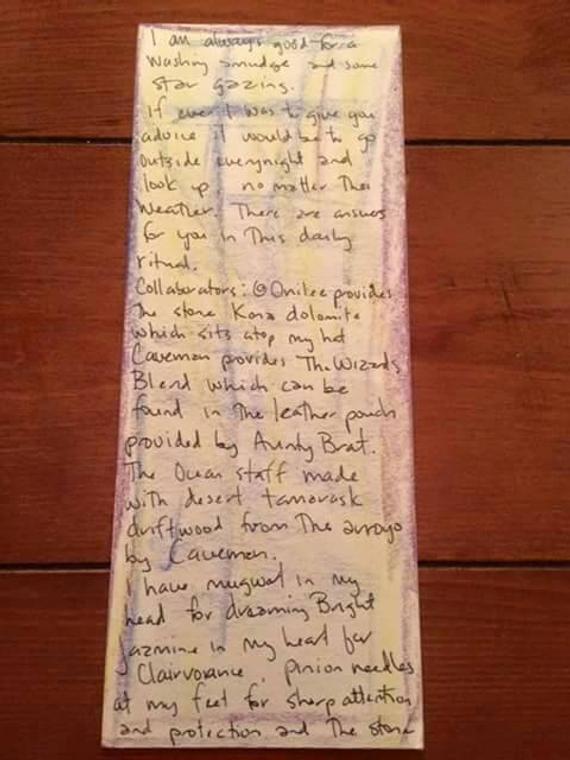 I am always good for a
Washing smudge and some
Star gazing.
If ever I was to give you
advice it would be to go
Outside everynight and
look up, no matter The
Weather. There are answers
for you in This daily
ritual.
Collaborators: @Onilee provides
The stone Kona dolomite
which sits atop my hat
Caveman provides The Wizards
Blend which can be
found in The leather pouch
provided by Aunty Brat.
The Ocean staff made
with desert tamarask
driftwood from The arroyo
by Caveman.
I have mugwort in my
head for dreaming Bright
Jazmine in my heart for
Clairvorance, pinion needles
at my feet for sharp attention
and protection and The stone